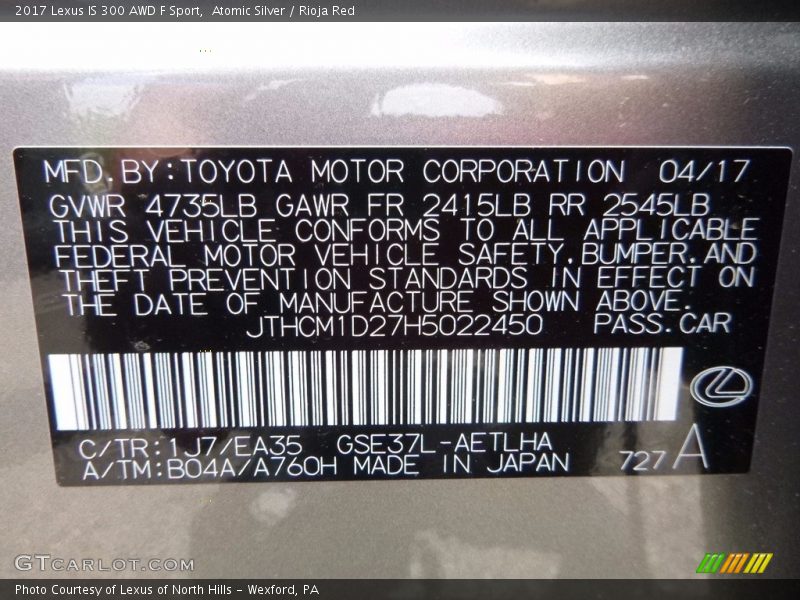 2017 Lexus IS 300 AWD F Sport, Atomic Silver / Rioja Red
MFD. BY: TOYOTA MOTOR CORPORATION 04/17
GVWR 4735LB GAWR FR 2415LB RR 2545LB
THIS VEHICLE CONFORMS TO ALL APPLICABLE
FEDERAL MOTOR VEHICLE SAFETY, BUMPER, AND
THEFT PREVENTION STANDARDS IN EFFECT ON
THE DATE OF MANUFACTURE SHOWN ABOVE.
JTHCM1D27H5022450 PASS. CAR
C/TR: 1J7/EA35 GSE37L-AETLHA
A/TM: B04A/A760H MADE IN JAPAN 727 A
GTCARLOT.COM
Photo Courtesy of Lexus of North Hills - Wexford, PA